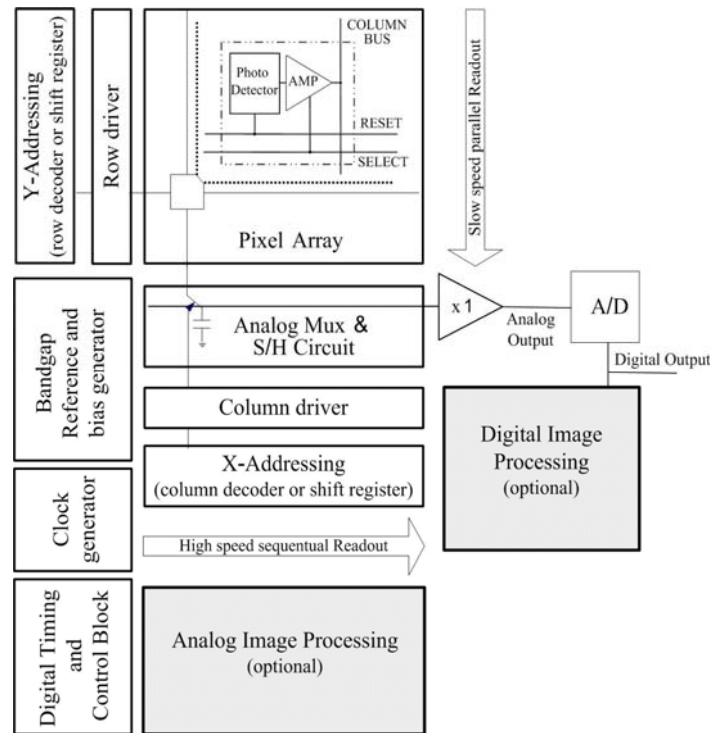 Y-Addressing
(row decoder or shift register)
Row driver
COLUMN
BUS
Photo
Detector
AMP
RESET
SELECT
Pixel Array
Slow speed parallel Readout
Bandgap
Reference and
bias generator
Analog Mux &
S/H Circuit
x 1
Analog
Output
A/D
Digital Output
Column driver
X-Addressing
(column decoder or shift register)
Digital Image
Processing
(optional)
Clock
generator
High speed sequentual Readout
Digital Timing
and
Control Block
Analog Image Processing
(optional)